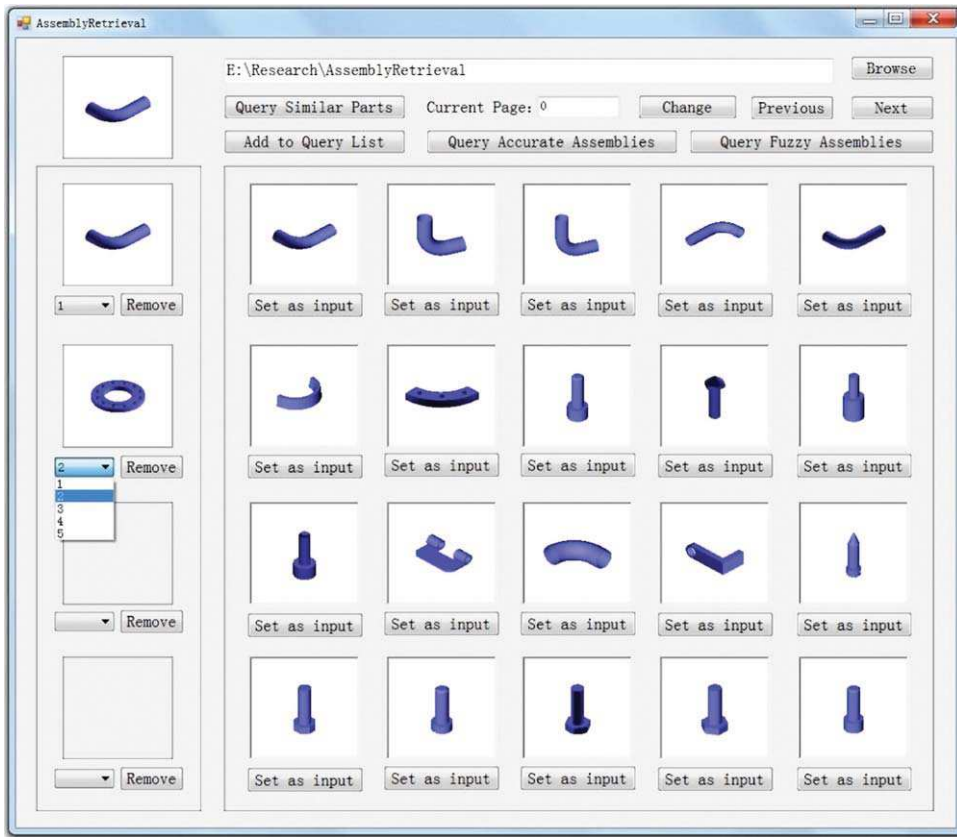 AssemblyRetrieval
E:\Research\AssemblyRetrieval Browse
Query Similar Parts Current Page: 0 Change Previous Next
Add to Query List Query Accurate Assemblies Query Fuzzy Assemblies
1 Remove Set as input Set as input Set as input Set as input Set as input
2 Remove Set as input Set as input Set as input Set as input Set as input
1
2
3
4
5
Remove Set as input Set as input Set as input Set as input Set as input
Remove Set as input Set as input Set as input Set as input Set as input